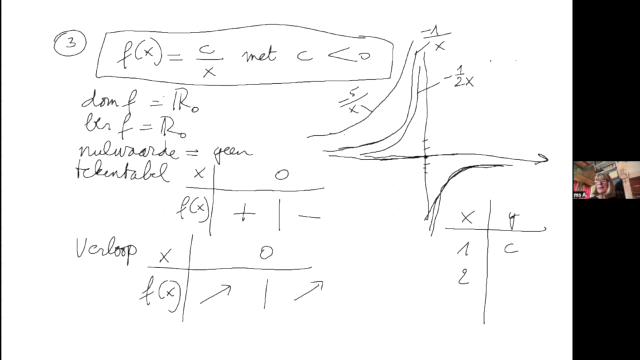 3
f(x) = c/x met c < 0
dom f = ℝ₀
ber f = ℝ₀
nulwaarde = geen
tekentabel x 0
f(x) + | −
Verloop x 0
f(x) ↗ | ↗
-1/x
-1/2x
-5/x
x y
1 c
2